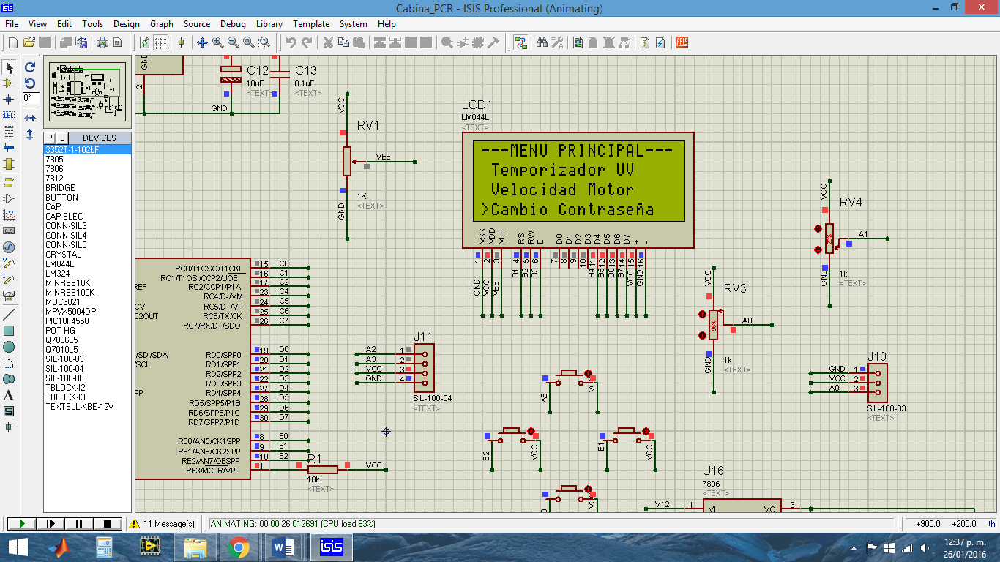 Cabina_PCR - ISIS Professional (Animating)
File View Edit Tools Design Graph Source Debug Library Template System Help
P L DEVICES
3352T-1-102LF
7805
7806
7812
BRIDGE
BUTTON
CAP
CAP-ELEC
CONN-SIL3
CONN-SIL4
CONN-SIL5
CRYSTAL
LM044L
LM324
MINRES10K
MINRES100K
MOC3021
MPVX5004DP
PIC18F4550
POT-HG
Q7006L5
Q7010L5
SIL-100-03
SIL-100-04
SIL-100-08
TBLOCK-I2
TBLOCK-I3
TEXTELL-KBE-12V
0°
LBL
ARES
GND
2
C12
10uF
<TEXT>
C13
0.1uF
<TEXT>
GND
VCC
RV1
VEE
1K
<TEXT>
GND
LCD1
LM044L
<TEXT>
---MENU PRINCIPAL---
Temporizador UV
Velocidad Motor
>Cambio Contraseña
VSS VDD VEE RS RW E D0 D1 D2 D3 D4 D5 D6 D7 + -
1 2 3 4 5 6 7 8 9 10 11 12 13 14 15 16
GND VCC VEE B1 B2 B3 B4 B5 B6 B7 VCC GND
VCC
RV4
23%
A1
1k
<TEXT>
GND
VCC
RV3
95%
A0
1k
<TEXT>
GND
RC0/T1OSO/T1CKI 15 C0
RC1/T1OSI/CCP2/UOE 16 C1
REF RC2/CCP1/P1A 17 C2
RC4/D-/VM 23 C4
CV RC5/D+/VP 24 C5
C2OUT RC6/TX/CK 25 C6
RC7/RX/DT/SDO 26 C7
/SDI/SDA RD0/SPP0 19 D0
/SCL RD1/SPP1 20 D1
RD2/SPP2 21 D2
RD3/SPP3 22 D3
PP RD4/SPP4 27 D4
RD5/SPP5/P1B 28 D5
RD6/SPP6/P1C 29 D6
RD7/SPP7/P1D 30 D7
RE0/AN5/CK1SPP 8 E0
RE1/AN6/CK2SPP 9 E1
RE2/AN7/OESPP 10 E2
RE3/MCLR/VPP 1
R1
10k
<TEXT>
VCC
J11
A2 1
A3 2
VCC 3
GND 4
SIL-100-04
<TEXT>
J10
GND 1
VCC 2
A0 3
SIL-100-03
<TEXT>
A5
E2 VCC
E1 VCC
U16
7806
<TEXT>
V12 1 VI VO 3
11 Message(s)
ANIMATING: 00:00:26.012691 (CPU load 93%)
+900.0 +200.0 th
isis
12:37 p. m.
26/01/2016